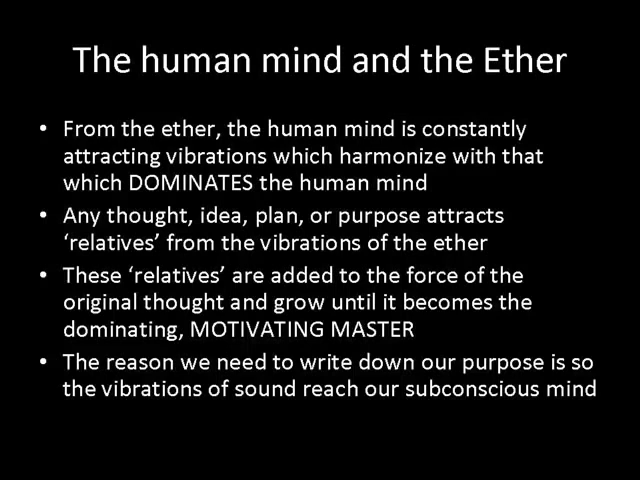 The human mind and the Ether
• From the ether, the human mind is constantly
attracting vibrations which harmonize with that
which DOMINATES the human mind
• Any thought, idea, plan, or purpose attracts
‘relatives’ from the vibrations of the ether
• These ‘relatives’ are added to the force of the
original thought and grow until it becomes the
dominating, MOTIVATING MASTER
• The reason we need to write down our purpose is so
the vibrations of sound reach our subconscious mind